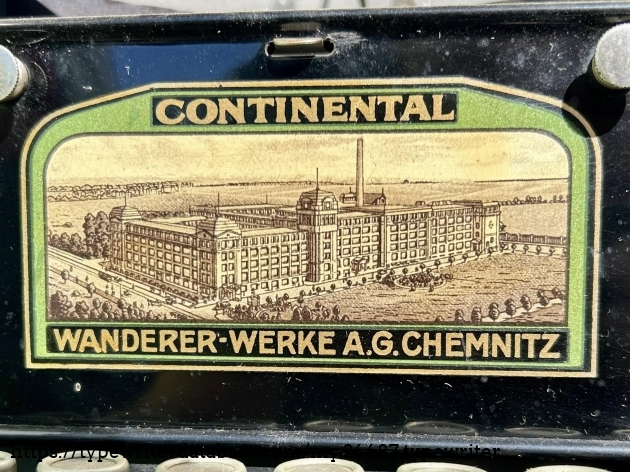 CONTINENTAL
WANDERER-WERKE A.G. CHEMNITZ